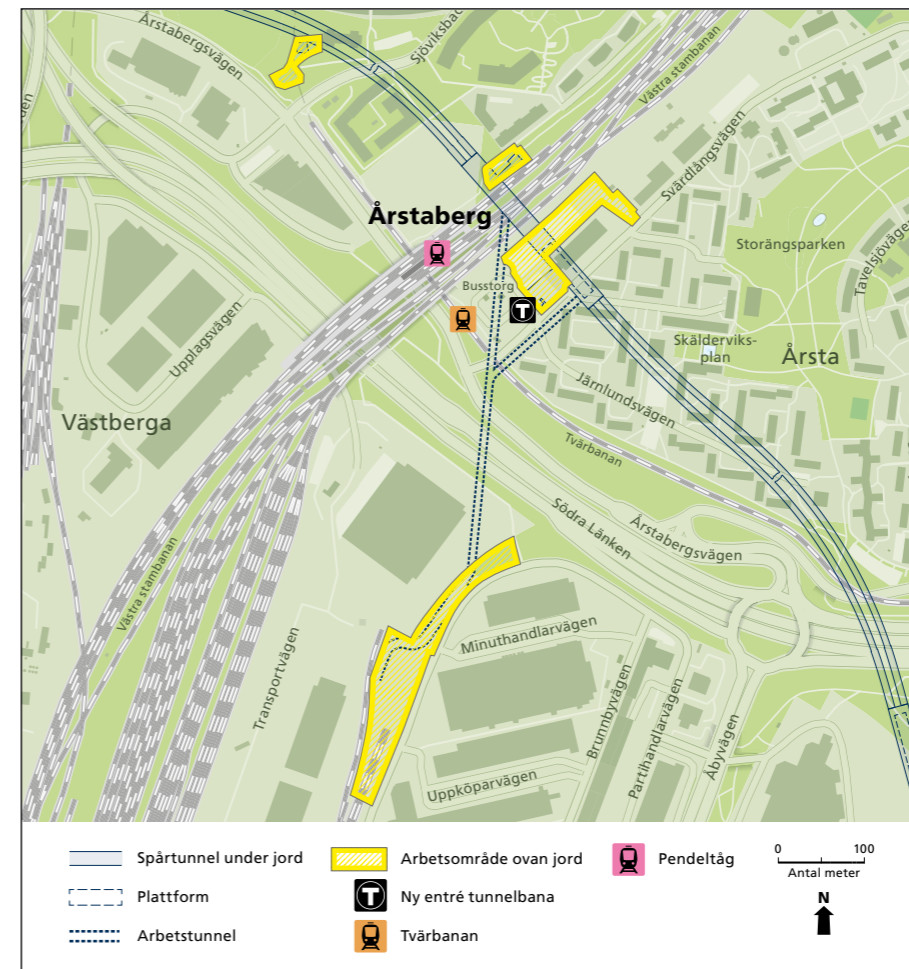 Årstabergsvägen
Sjöviksbac
Västra stambanan
Svärdlångsvägen
Årstaberg
Storängsparken
Tavelsjövägen
Busstorg
Upplagsvägen
Skälderviks-
plan
Årsta
Järnlundsvägen
Västberga
Tvärbanan
Södra Länken
Årstabergsvägen
Västra stambanan
Transportvägen
Minuthandlarvägen
Brunnbyvägen
Partihandlarvägen
Åbyvägen
Uppköparvägen
Spårtunnel under jord
Plattform
Arbetstunnel
Arbetsområde ovan jord
T Ny entré tunnelbana
Tvärbanan
Pendeltåg
0 100
Antal meter
N